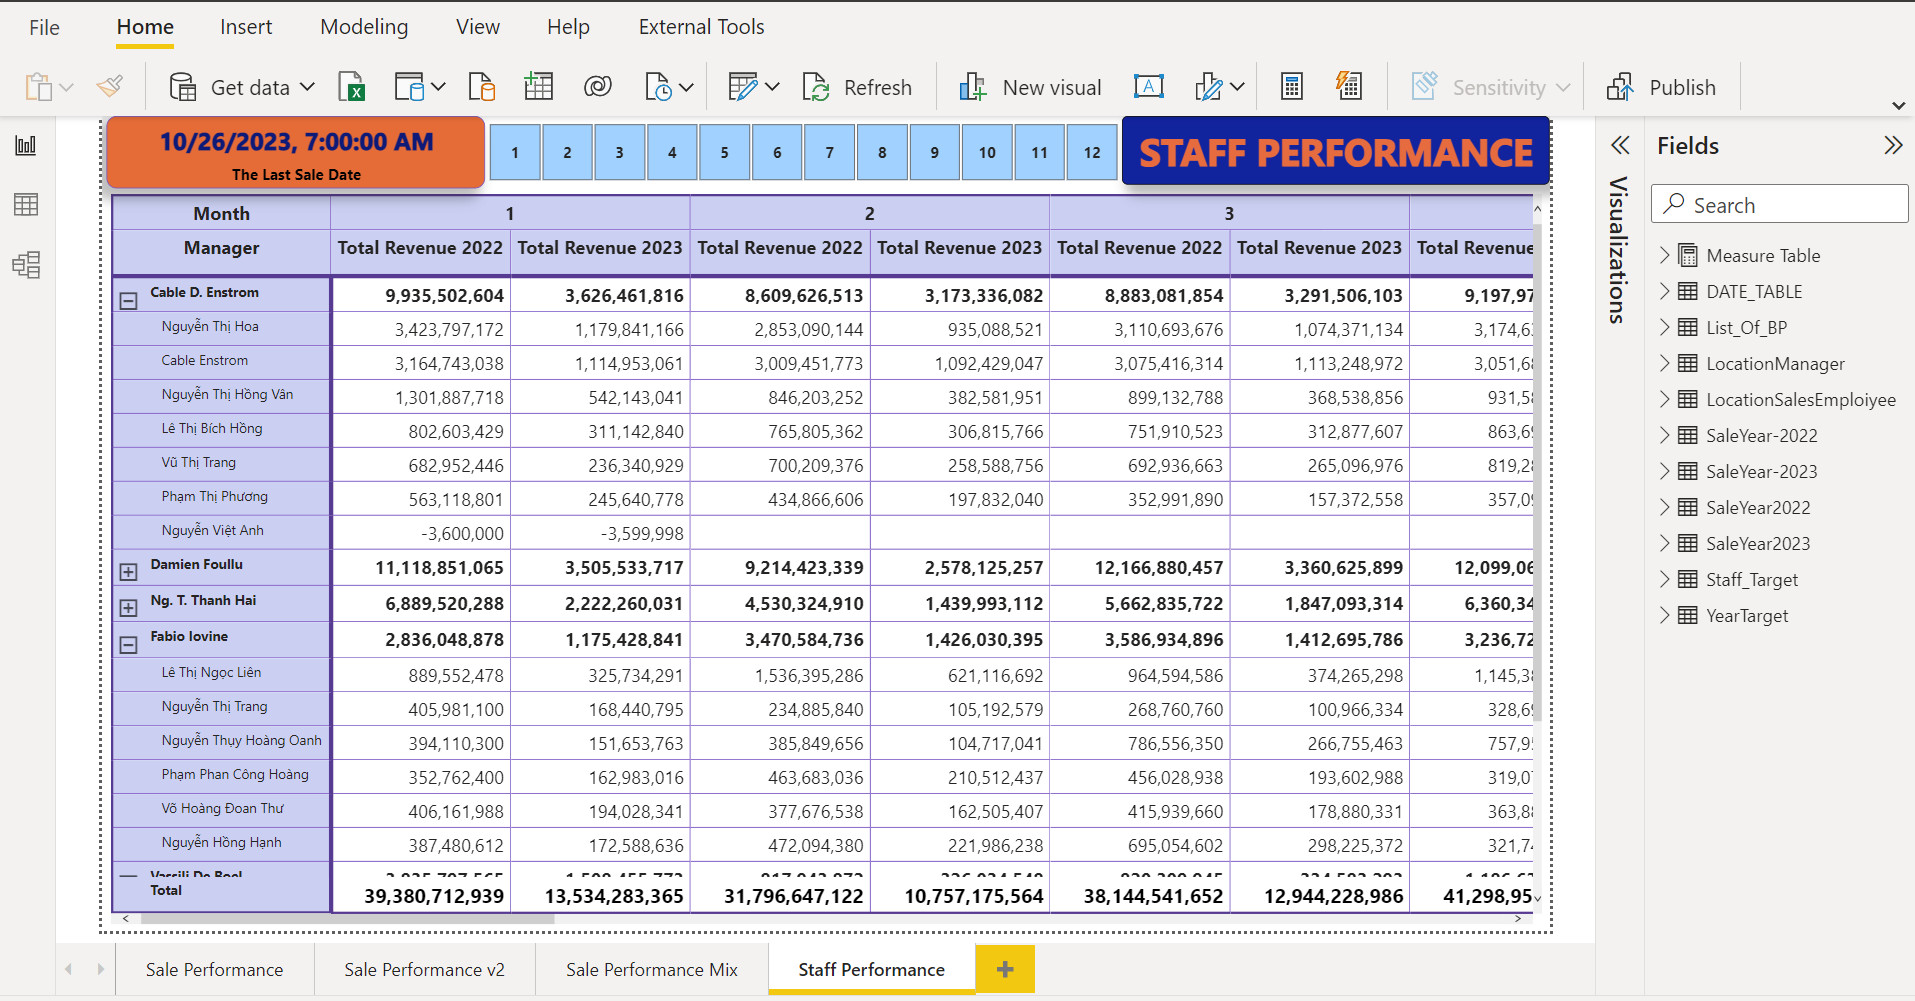 File Home Insert Modeling View Help External Tools
Get data Refresh New visual Sensitivity Publish
10/26/2023, 7:00:00 AM
The Last Sale Date
1 2 3 4 5 6 7 8 9 10 11 12
STAFF PERFORMANCE
Month 1 2 3
Manager Total Revenue 2022 Total Revenue 2023 Total Revenue 2022 Total Revenue 2023 Total Revenue 2022 Total Revenue 2023 Total Revenue
Cable D. Enstrom 9,935,502,604 3,626,461,816 8,609,626,513 3,173,336,082 8,883,081,854 3,291,506,103 9,197,97
Nguyễn Thị Hoa 3,423,797,172 1,179,841,166 2,853,090,144 935,088,521 3,110,693,676 1,074,371,134 3,174,6
Cable Enstrom 3,164,743,038 1,114,953,061 3,009,451,773 1,092,429,047 3,075,416,314 1,113,248,972 3,051,6
Nguyễn Thị Hồng Vân 1,301,887,718 542,143,041 846,203,252 382,581,951 899,132,788 368,538,856 931,5
Lê Thị Bích Hồng 802,603,429 311,142,840 765,805,362 306,815,766 751,910,523 312,877,607 863,6
Vũ Thị Trang 682,952,446 236,340,929 700,209,376 258,588,756 692,936,663 265,096,976 819,2
Phạm Thị Phương 563,118,801 245,640,778 434,866,606 197,832,040 352,991,890 157,372,558 357,0
Nguyễn Việt Anh -3,600,000 -3,599,998
Damien Foullu 11,118,851,065 3,505,533,717 9,214,423,339 2,578,125,257 12,166,880,457 3,360,625,899 12,099,06
Ng. T. Thanh Hai 6,889,520,288 2,222,260,031 4,530,324,910 1,439,993,112 5,662,835,722 1,847,093,314 6,360,34
Fabio Iovine 2,836,048,878 1,175,428,841 3,470,584,736 1,426,030,395 3,586,934,896 1,412,695,786 3,236,72
Lê Thị Ngọc Liên 889,552,478 325,734,291 1,536,395,286 621,116,692 964,594,586 374,265,298 1,145,3
Nguyễn Thị Trang 405,981,100 168,440,795 234,885,840 105,192,579 268,760,760 100,966,334 328,6
Nguyễn Thụy Hoàng Oanh 394,110,300 151,653,763 385,849,656 104,717,041 786,556,350 266,755,463 757,9
Phạm Phan Công Hoàng 352,762,400 162,983,016 463,683,036 210,512,437 456,028,938 193,602,988 319,0
Võ Hoàng Đoan Thư 406,161,988 194,028,341 377,676,538 162,505,407 415,939,660 178,880,331 363,8
Nguyễn Hồng Hạnh 387,480,612 172,588,636 472,094,380 221,986,238 695,054,602 298,225,372 321,7
Vassili De Boel
Total 39,380,712,939 13,534,283,365 31,796,647,122 10,757,175,564 38,144,541,652 12,944,228,986 41,298,95
Visualizations
Fields
Search
Measure Table
DATE_TABLE
List_Of_BP
LocationManager
LocationSalesEmploiyee
SaleYear-2022
SaleYear-2023
SaleYear2022
SaleYear2023
Staff_Target
YearTarget
Sale Performance Sale Performance v2 Sale Performance Mix Staff Performance